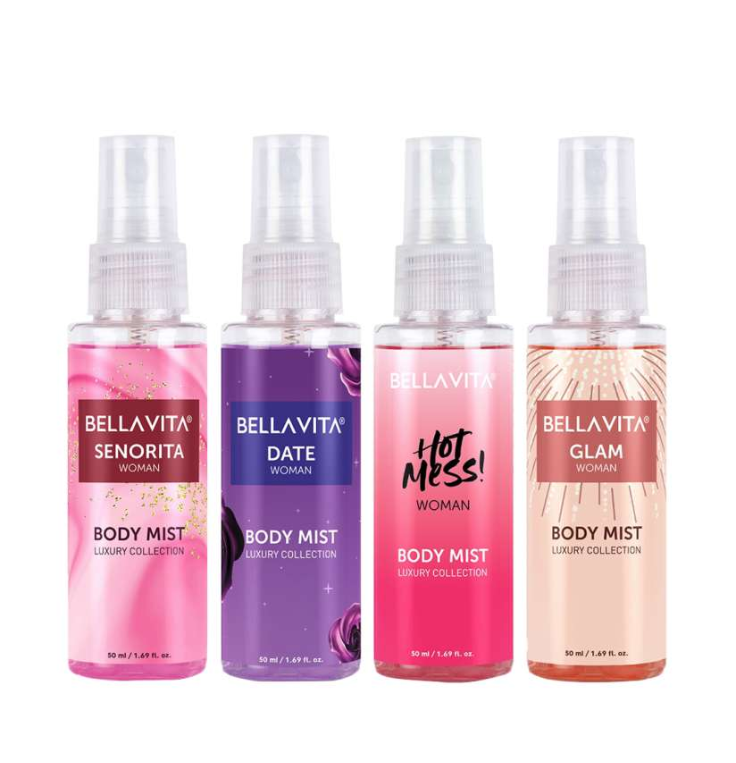 BELLAVITA®
SENORITA
WOMAN
BODY MIST
LUXURY COLLECTION
50 ml / 1.69 fl. oz.
BELLAVITA®
DATE
WOMAN
BODY MIST
LUXURY COLLECTION
50 ml / 1.69 fl. oz.
BELLAVITA®
HOT
MESS!
WOMAN
BODY MIST
LUXURY COLLECTION
50 ml / 1.69 fl. oz.
BELLAVITA®
GLAM
WOMAN
BODY MIST
LUXURY COLLECTION
50 ml / 1.69 fl. oz.